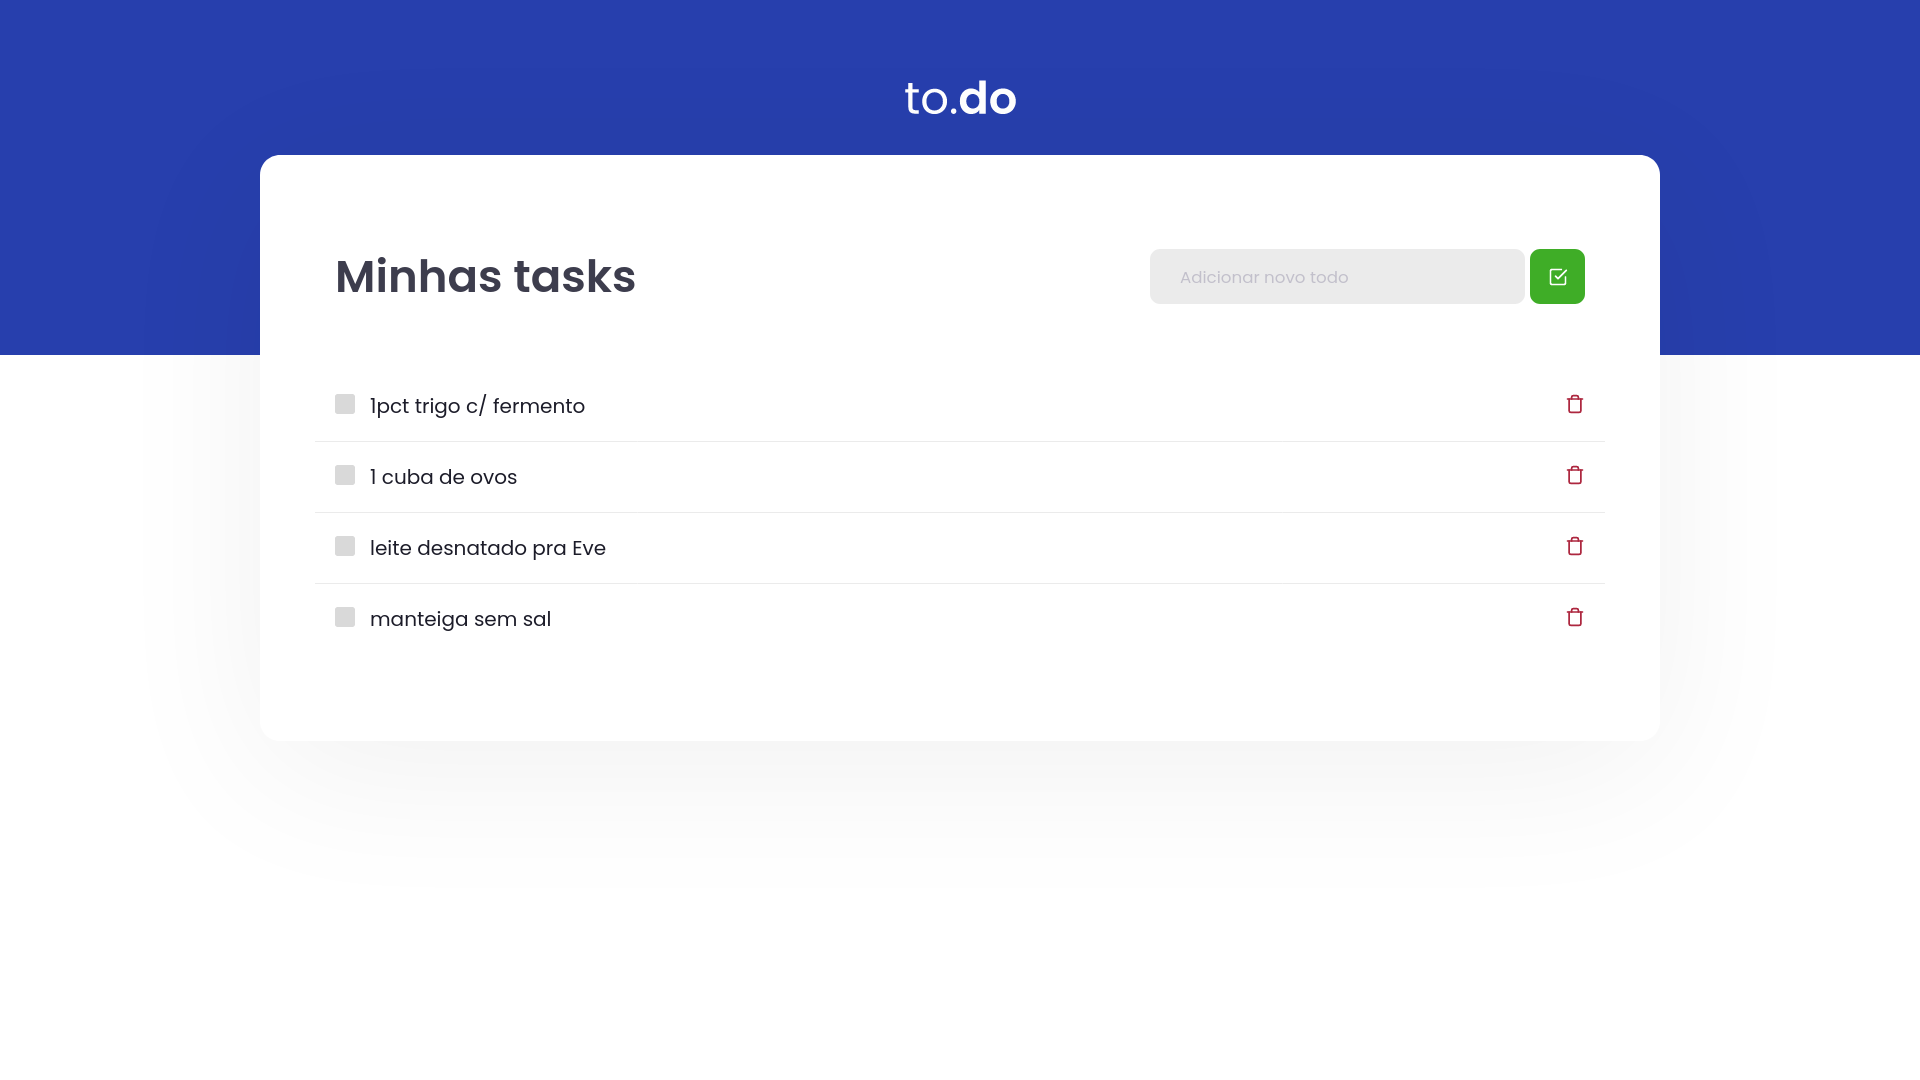 to.do
Minhas tasks
Adicionar novo todo
1pct trigo c/ fermento
1 cuba de ovos
leite desnatado pra Eve
manteiga sem sal